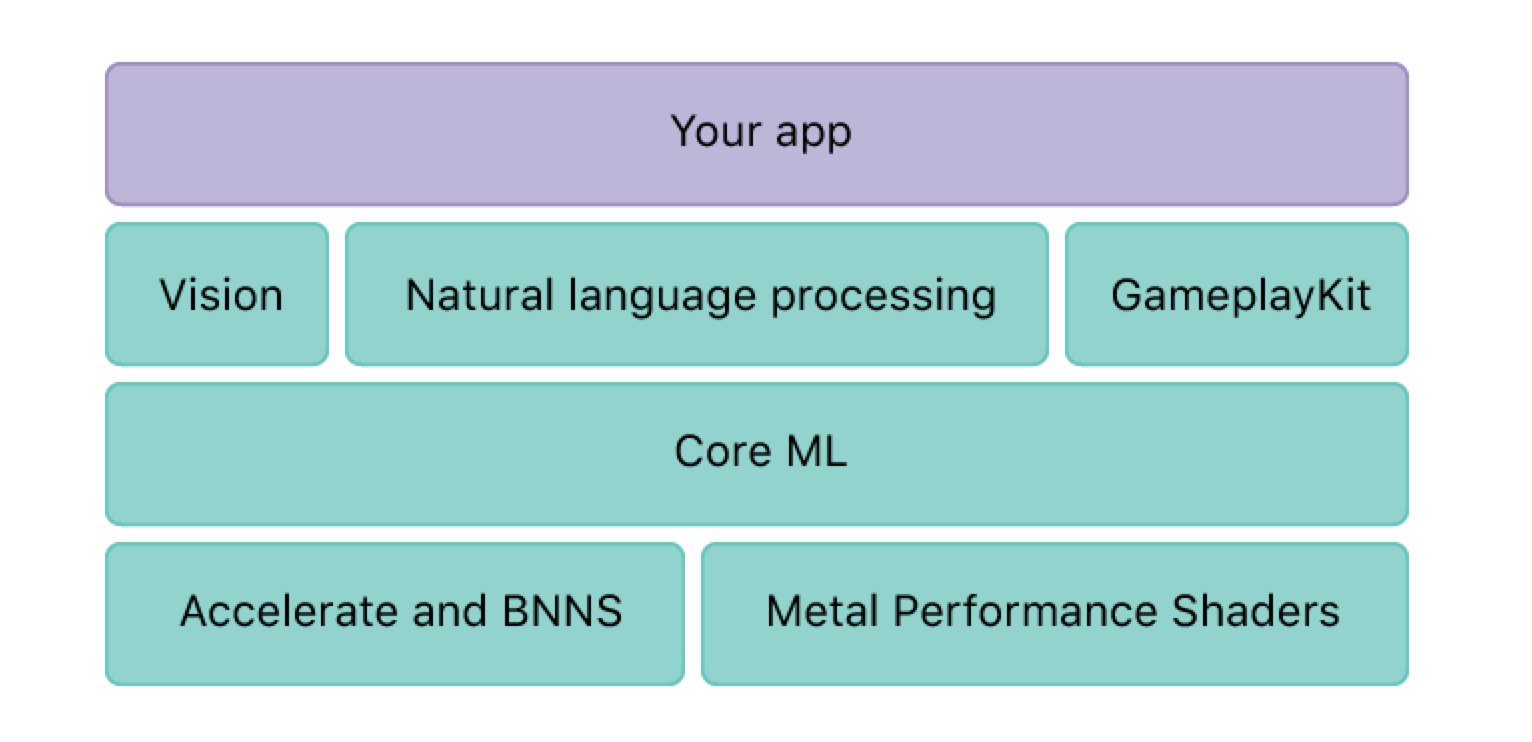 Your app
Vision
Natural language processing
GameplayKit
Core ML
Accelerate and BNNS
Metal Performance Shaders